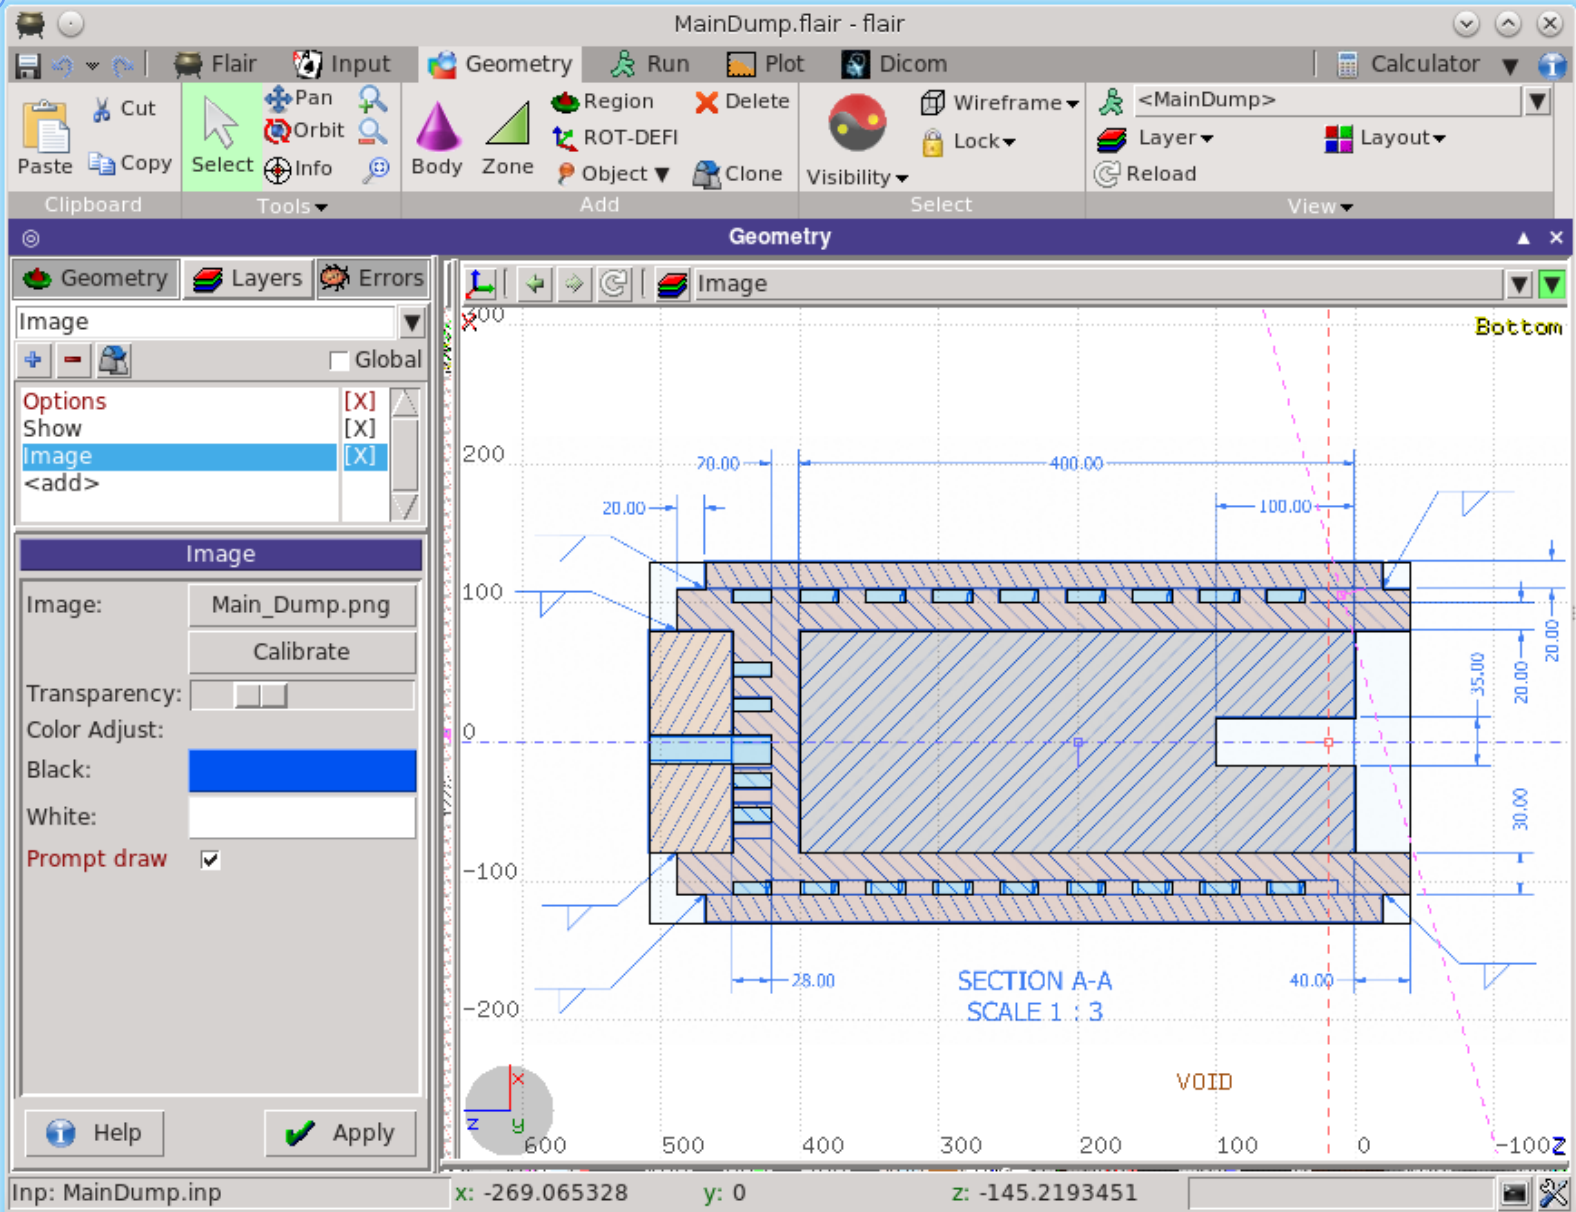 MainDump.flair - flair
Flair Input Geometry Run Plot Dicom Calculator
Paste Cut Copy Clipboard
Select Pan Orbit Info Tools
Body Zone Region ROT-DEFI Object Delete Clone Add
Visibility Wireframe Lock Select
<MainDump>
Layer Layout
Reload
View
Geometry
Geometry Layers Errors
Image
Global
Options [X]
Show [X]
Image [X]
<add>
Image
Image: Main_Dump.png
Calibrate
Transparency:
Color Adjust:
Black:
White:
Prompt draw
Help Apply
Image
X
300
Bottom
200
70.00
400.00
20.00
100.00
100
20.00
35.00
20.00
0
30.00
-100
28.00
SECTION A-A
SCALE 1 : 3
40.00
-200
VOID
x
z
y
600 500 400 300 200 100 0 -100 Z
Inp: MainDump.inp x: -269.065328 y: 0 z: -145.2193451